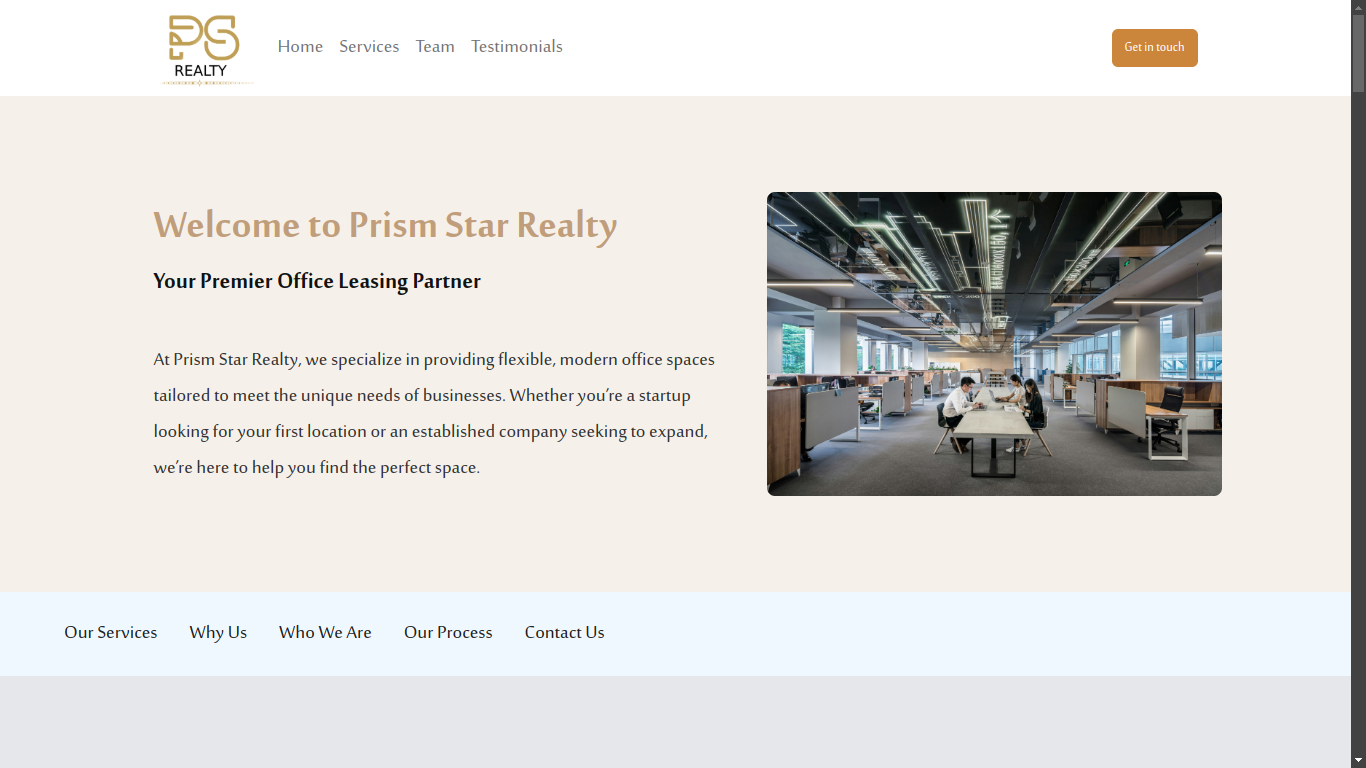 PS
REALTY
Home Services Team Testimonials
Get in touch
Welcome to Prism Star Realty
Your Premier Office Leasing Partner
At Prism Star Realty, we specialize in providing flexible, modern office spaces
tailored to meet the unique needs of businesses. Whether you’re a startup
looking for your first location or an established company seeking to expand,
we’re here to help you find the perfect space.
Our Services Why Us Who We Are Our Process Contact Us